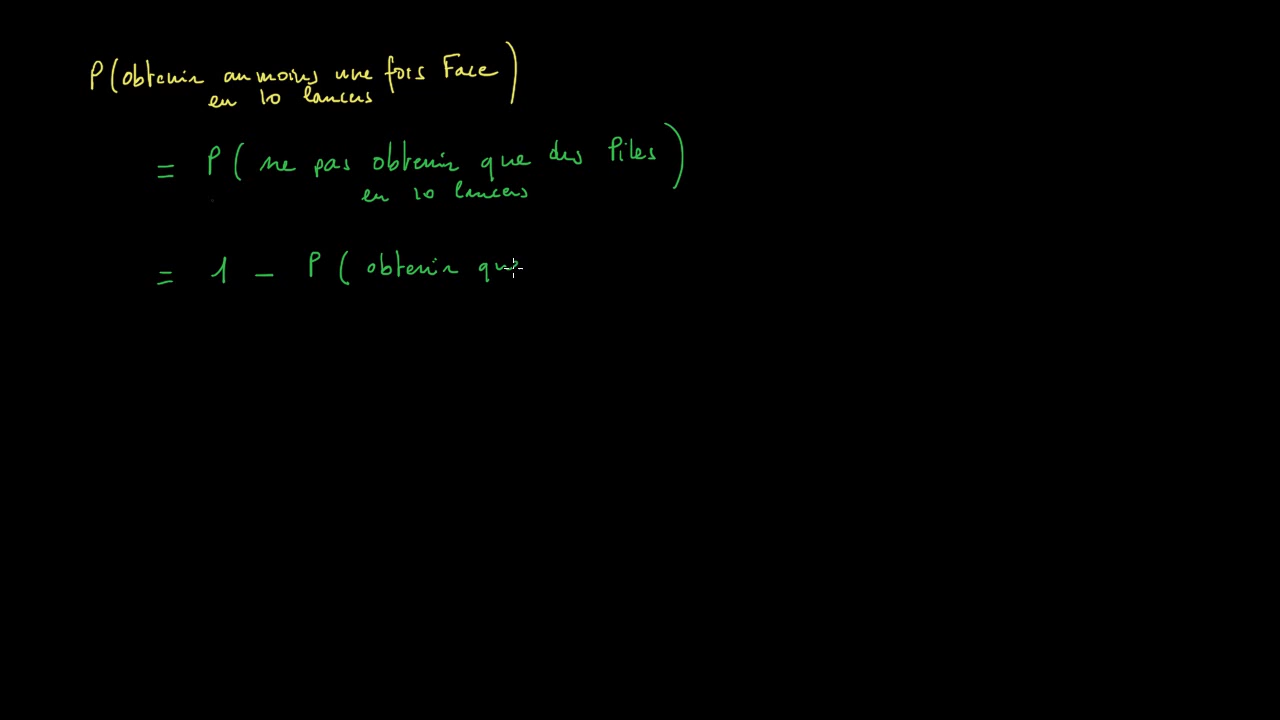 P(obtenir au moins une fois Face)
en 10 lancers
= P( ne pas obtenir que des Piles)
en 10 lancers
= 1 - P ( obtenir que